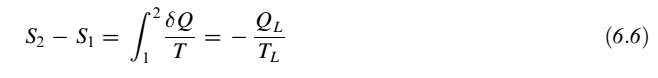 S₂ − S₁ = ∫₁² δQ/T = − Q_L/T_L (6.6)